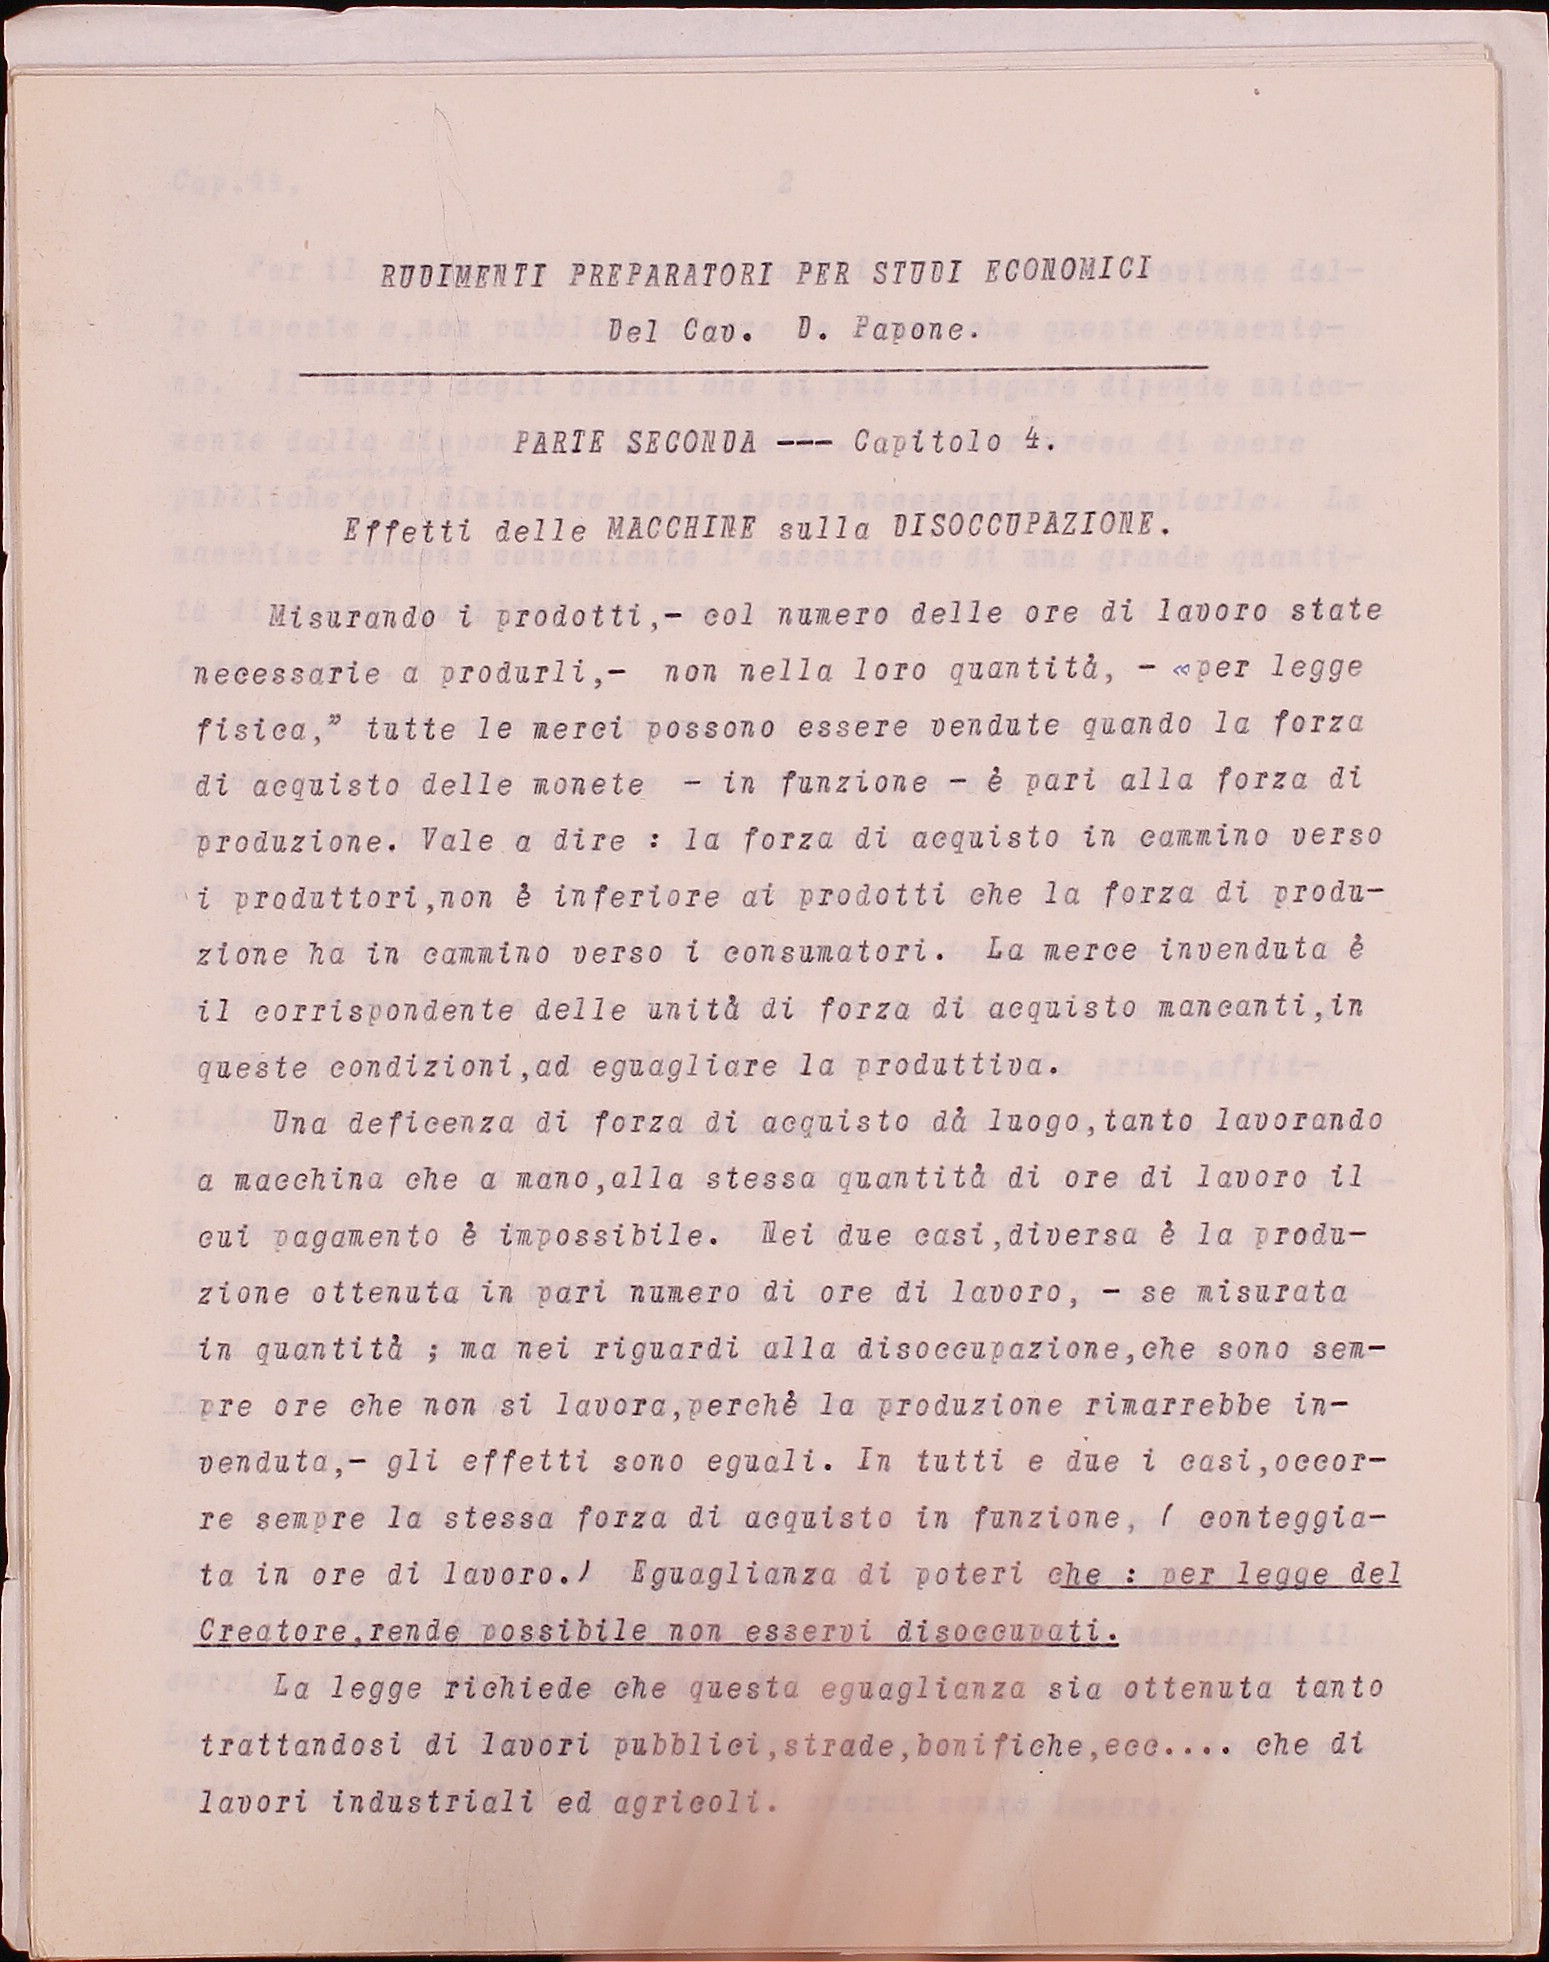 RUDIMENTI PREPARATORI PER STUDI ECONOMICI
Del Cav. D. Papone.
PARTE SECONDA --- Capitolo 4.
Effetti delle MACCHINE sulla DISOCCUPAZIONE.
Misurando i prodotti,- col numero delle ore di lavoro state
necessarie a produrli,- non nella loro quantità, - «per legge
fisica,” tutte le merci possono essere vendute quando la forza
di acquisto delle monete - in funzione - è pari alla forza di
produzione. Vale a dire : la forza di acquisto in cammino verso
i produttori,non è inferiore ai prodotti che la forza di produ-
zione ha in cammino verso i consumatori. La merce invenduta è
il corrispondente delle unità di forza di acquisto mancanti,in
queste condizioni,ad eguagliare la produttiva.
Una deficenza di forza di acquisto dà luogo,tanto lavorando
a macchina che a mano,alla stessa quantità di ore di lavoro il
cui pagamento è impossibile. Nei due casi,diversa è la produ-
zione ottenuta in pari numero di ore di lavoro, - se misurata
in quantità ; ma nei riguardi alla disoccupazione,che sono sem-
pre ore che non si lavora,perchè la produzione rimarrebbe in-
venduta,- gli effetti sono eguali. In tutti e due i casi,occor-
re sempre la stessa forza di acquisto in funzione, ( conteggia-
ta in ore di lavoro.) Eguaglianza di poteri che : per legge del
Creatore,rende possibile non esservi disoccupati.
La legge richiede che questa eguaglianza sia ottenuta tanto
trattandosi di lavori pubblici,strade,bonifiche,ecc.... che di
lavori industriali ed agricoli.